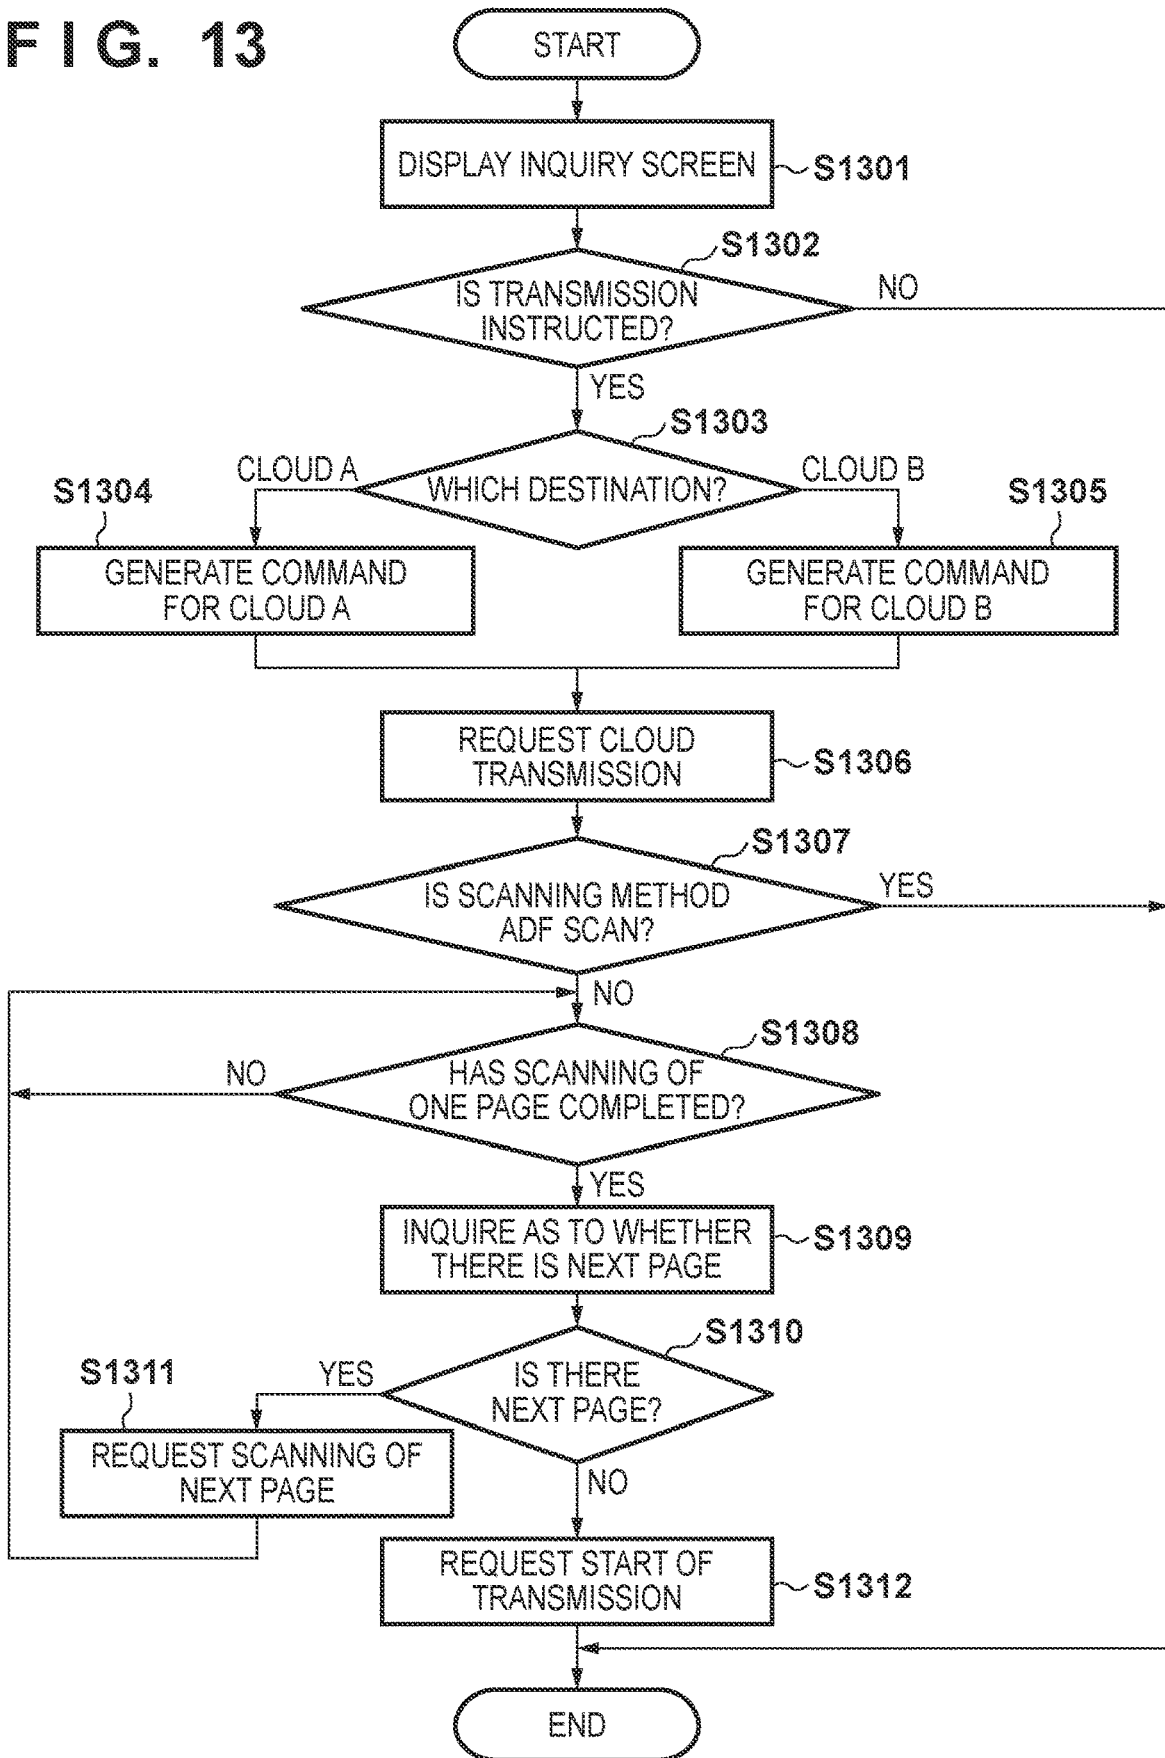 FIG. 13
START
DISPLAY INQUIRY SCREEN
S1301
S1302
IS TRANSMISSION
INSTRUCTED?
NO
YES
S1303
CLOUD A
WHICH DESTINATION?
CLOUD B
S1304
S1305
GENERATE COMMAND
FOR CLOUD A
GENERATE COMMAND
FOR CLOUD B
REQUEST CLOUD
TRANSMISSION
S1306
S1307
IS SCANNING METHOD
ADF SCAN?
YES
NO
S1308
NO
HAS SCANNING OF
ONE PAGE COMPLETED?
YES
INQUIRE AS TO WHETHER
THERE IS NEXT PAGE
S1309
S1310
YES
IS THERE
NEXT PAGE?
S1311
REQUEST SCANNING OF
NEXT PAGE
NO
REQUEST START OF
TRANSMISSION
S1312
END